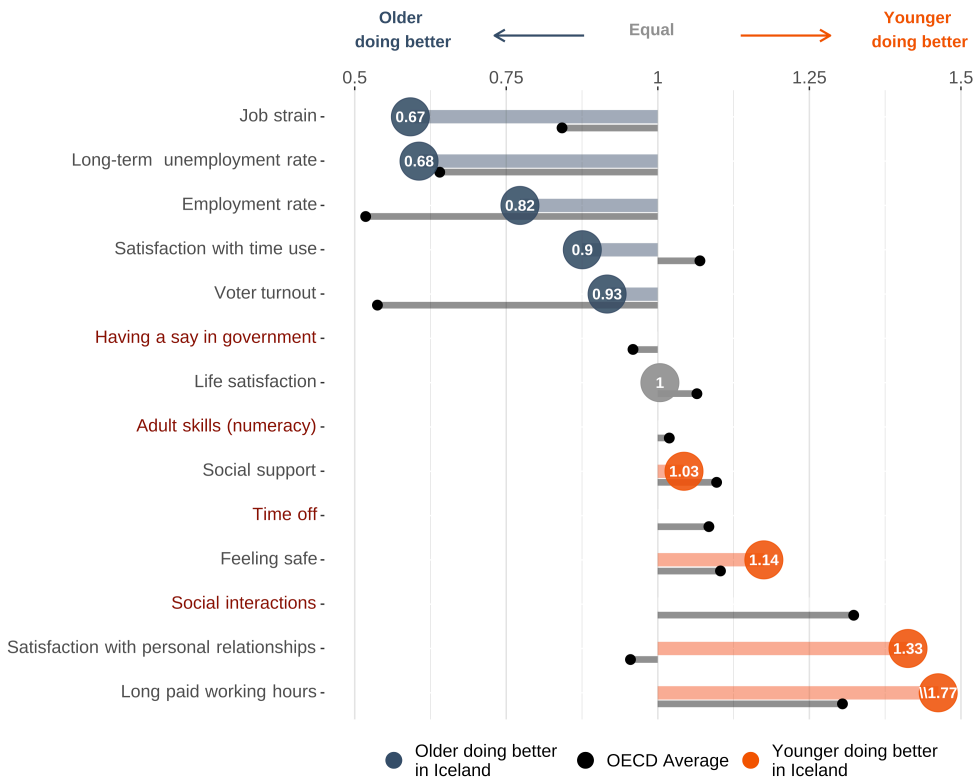 Older
doing better
Equal
Younger
doing better
0.5 0.75 1 1.25 1.5
Job strain
0.67
Long-term unemployment rate
0.68
Employment rate
0.82
Satisfaction with time use
0.9
Voter turnout
0.93
Having a say in government
Life satisfaction
1
Adult skills (numeracy)
Social support
1.03
Time off
Feeling safe
1.14
Social interactions
Satisfaction with personal relationships
1.33
Long paid working hours
\\1.77
Older doing better
in Iceland
OECD Average
Younger doing better
in Iceland